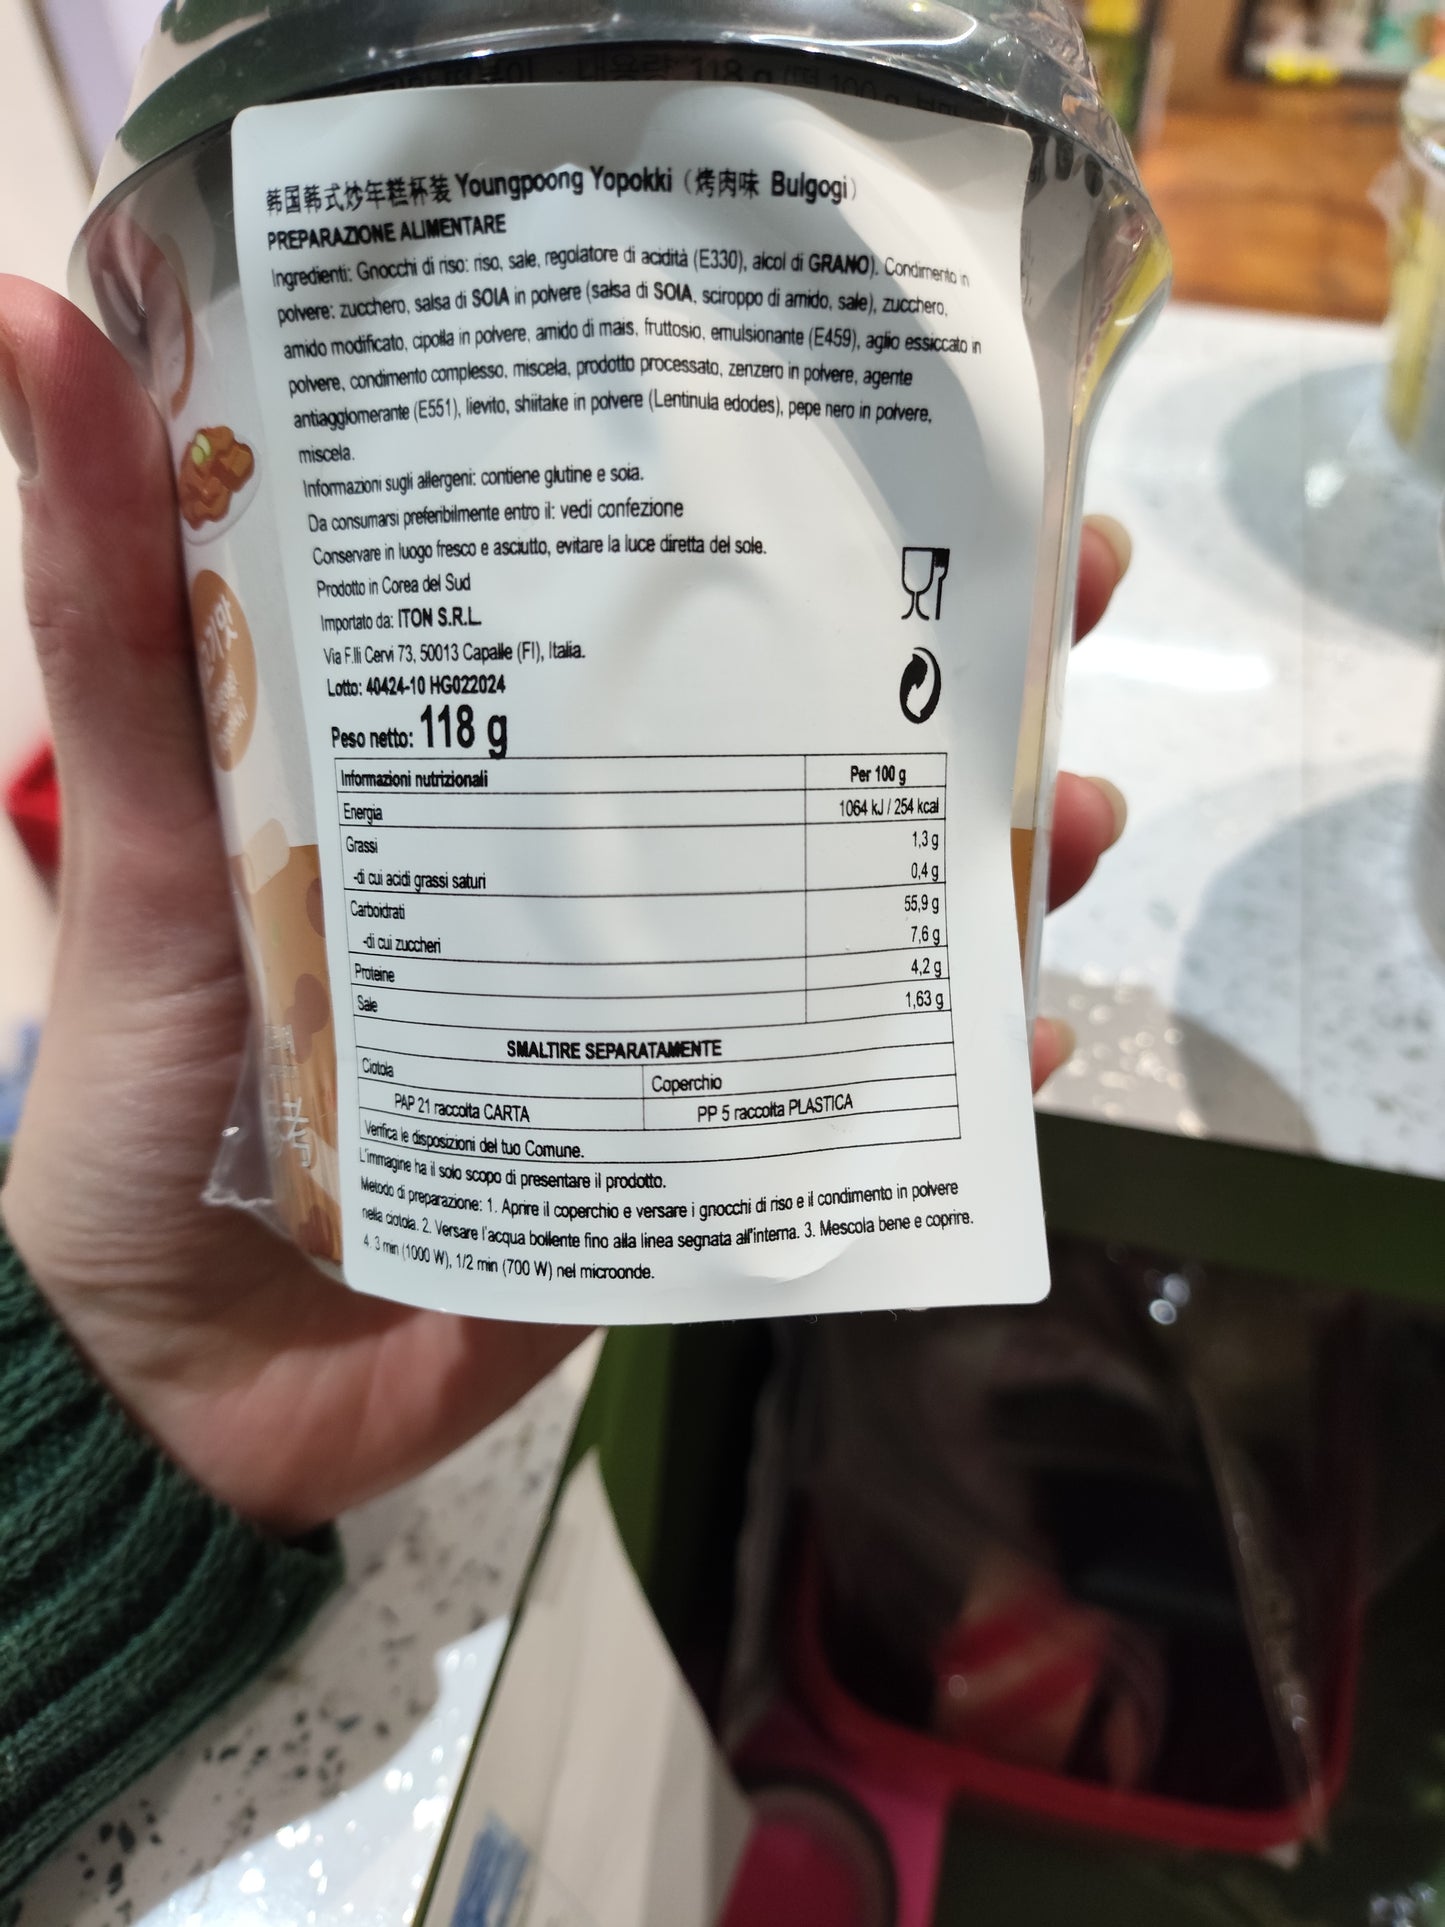 내용량 118 g (떡 100 g
韩国韩式炒年糕杯装 Youngpoong Yopokki (烤肉味 Bulgogi)
PREPARAZIONE ALIMENTARE
Ingredienti: Gnocchi di riso: riso, sale, regolatore di acidità (E330), alcol di GRANO). Condimento in
polvere: zucchero, salsa di SOIA in polvere (salsa di SOIA, sciroppo di amido, sale), zucchero,
amido modificato, cipolla in polvere, amido di mais, fruttosio, emulsionante (E459), aglio essiccato in
polvere, condimento complesso, miscela, prodotto processato, zenzero in polvere, agente
antiagglomerante (E551), lievito, shiitake in polvere (Lentinula edodes), pepe nero in polvere,
miscela.
Informazioni sugli allergeni: contiene glutine e soia.
Da consumarsi preferibilmente entro il: vedi confezione
Conservare in luogo fresco e asciutto, evitare la luce diretta del sole.
Prodotto in Corea del Sud
Importato da: ITON S.R.L.
Via F.lli Cervi 73, 50013 Capalle (FI), Italia.
Lotto: 40424-10 HG022024
Peso netto: 118 g
Informazioni nutrizionali Per 100 g
Energia 1064 kJ / 254 kcal
Grassi 1,3 g
-di cui acidi grassi saturi 0,4 g
Carboidrati 55,9 g
-di cui zuccheri 7,6 g
Proteine 4,2 g
Sale 1,63 g
SMALTIRE SEPARATAMENTE
Ciotola Coperchio
PAP 21 raccolta CARTA PP 5 raccolta PLASTICA
Verifica le disposizioni del tuo Comune.
L'immagine ha il solo scopo di presentare il prodotto.
Metodo di preparazione: 1. Aprire il coperchio e versare i gnocchi di riso e il condimento in polvere
nella ciotola. 2. Versare l'acqua bollente fino alla linea segnata all'interna. 3. Mescola bene e coprire.
4. 3 min (1000 W), 1/2 min (700 W) nel microonde.